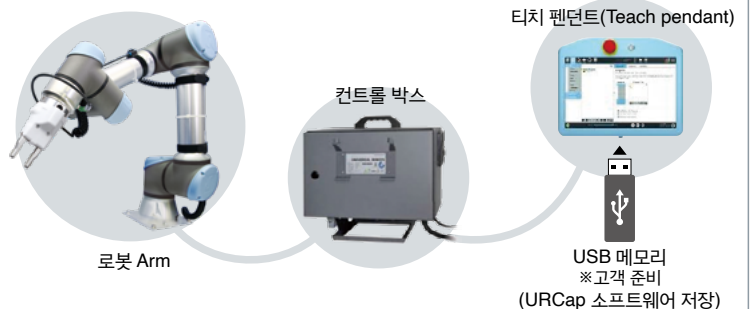 티치 펜던트(Teach pendant)
컨트롤 박스
로봇 Arm
USB 메모리
※고객 준비
(URCap 소프트웨어 저장)